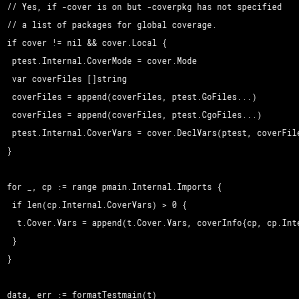 // Yes, if -cover is on but -coverpkg has not specified
// a list of packages for global coverage.
if cover != nil && cover.Local {
ptest.Internal.CoverMode = cover.Mode
var coverFiles []string
coverFiles = append(coverFiles, ptest.GoFiles...)
coverFiles = append(coverFiles, ptest.CgoFiles...)
ptest.Internal.CoverVars = cover.DeclVars(ptest, coverFile
}
for _, cp := range pmain.Internal.Imports {
if len(cp.Internal.CoverVars) > 0 {
t.Cover.Vars = append(t.Cover.Vars, coverInfo{cp, cp.Inte
}
}
data, err := formatTestmain(t)